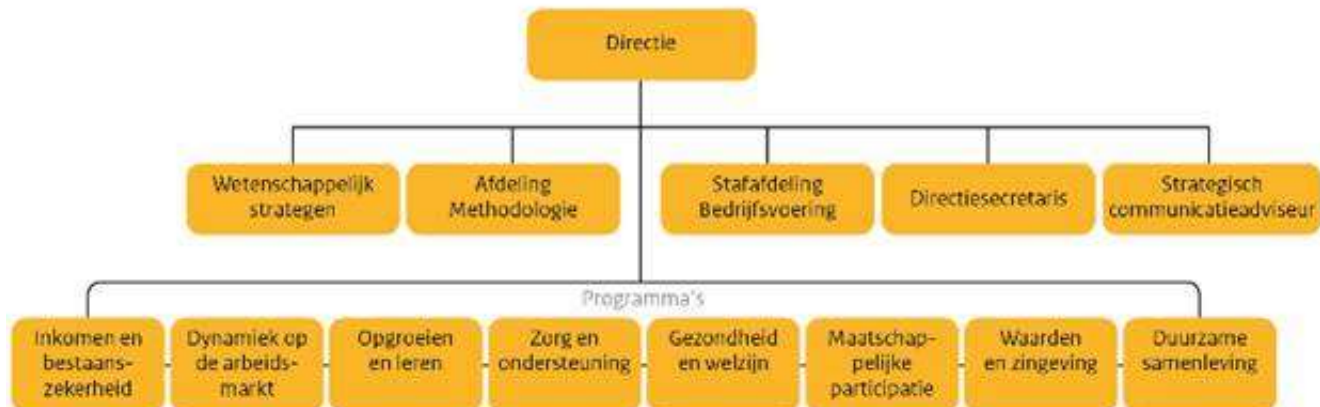 Directie
Wetenschappelijk
strategen
Afdeling
Methodologie
Stafafdeling
Bedrijfsvoering
Directiesecretaris
Strategisch
communicatieadviseur
Programma's
Inkomen en
bestaans-
zekerheid
Dynamiek op
de arbeids-
markt
Opgroeien
en leren
Zorg en
ondersteuning
Gezondheid
en welzijn
Maatschap-
pelijke
participatie
Waarden
en zingeving
Duurzame
samenleving